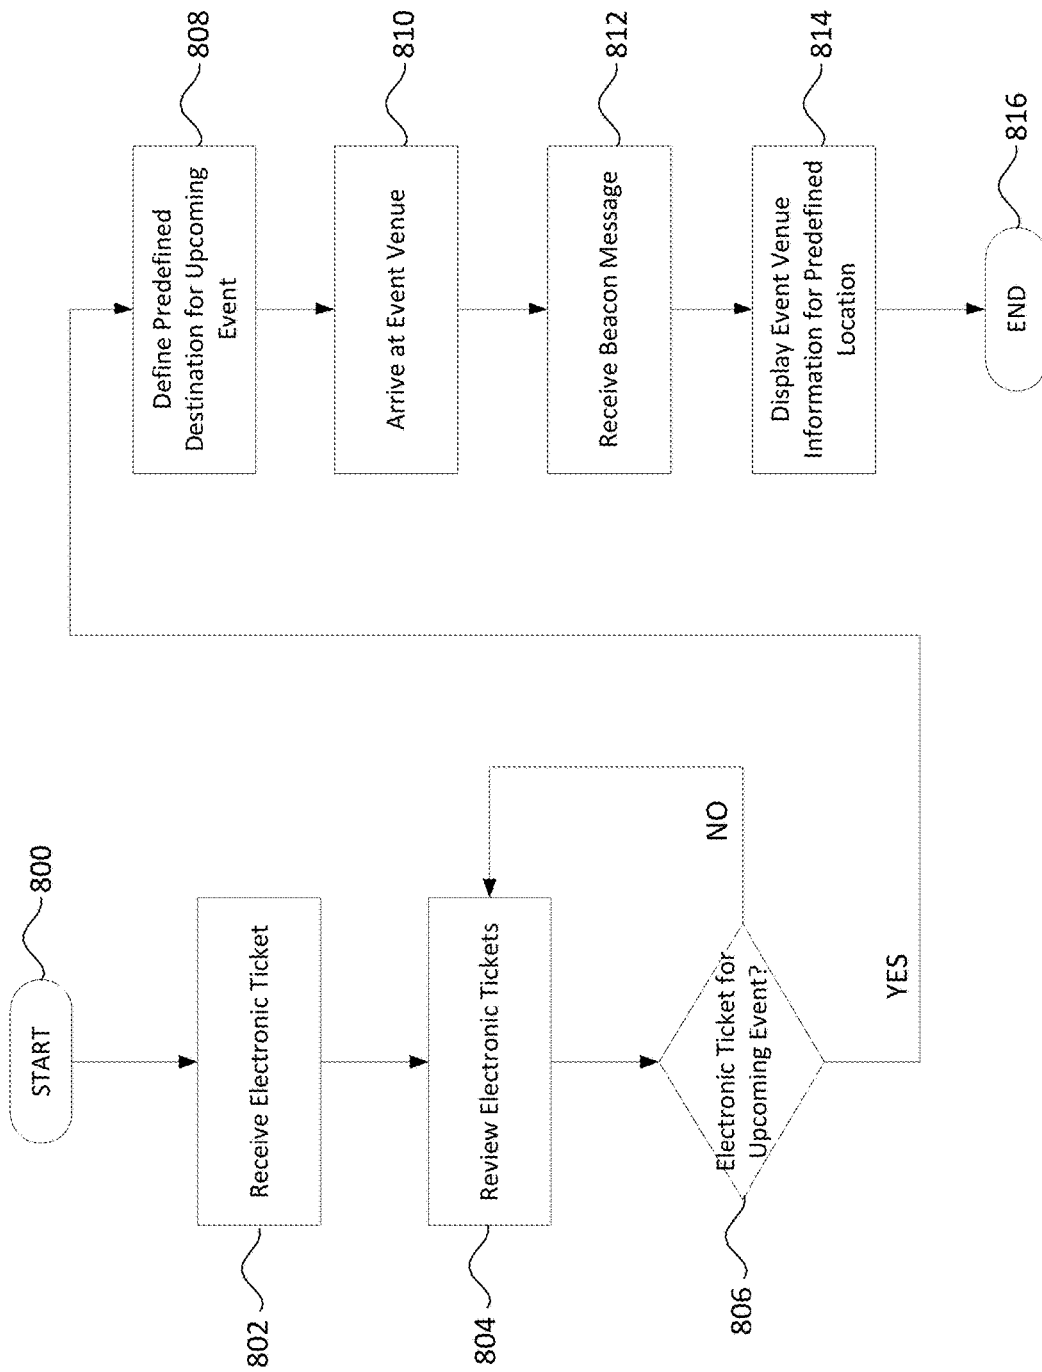 START
800
Receive Electronic Ticket
802
Review Electronic Tickets
804
Electronic Ticket for
Upcoming Event?
806
NO
YES
Define Predefined
Destination for Upcoming
Event
808
Arrive at Event Venue
810
Receive Beacon Message
812
Display Event Venue
Information for Predefined
Location
814
END
816